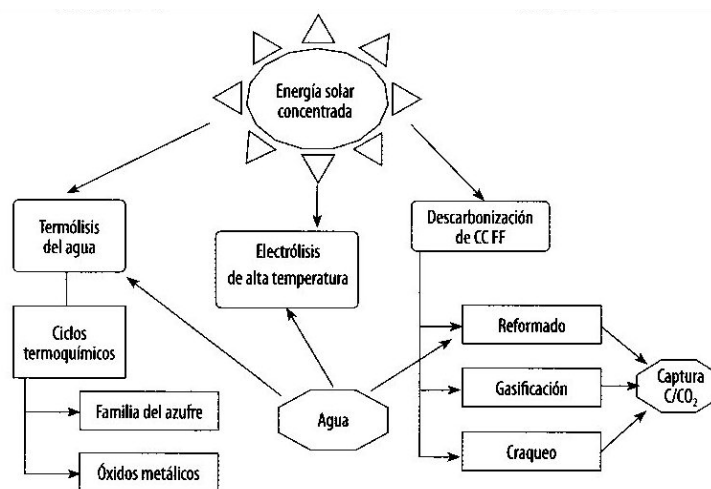 Energía solar
concentrada
Termólisis
del agua
Electrólisis
de alta temperatura
Descarbonización
de CC FF
Ciclos
termoquímicos
Reformado
Familia del azufre
Agua
Gasificación
Captura
C/CO₂
Óxidos metálicos
Craqueo